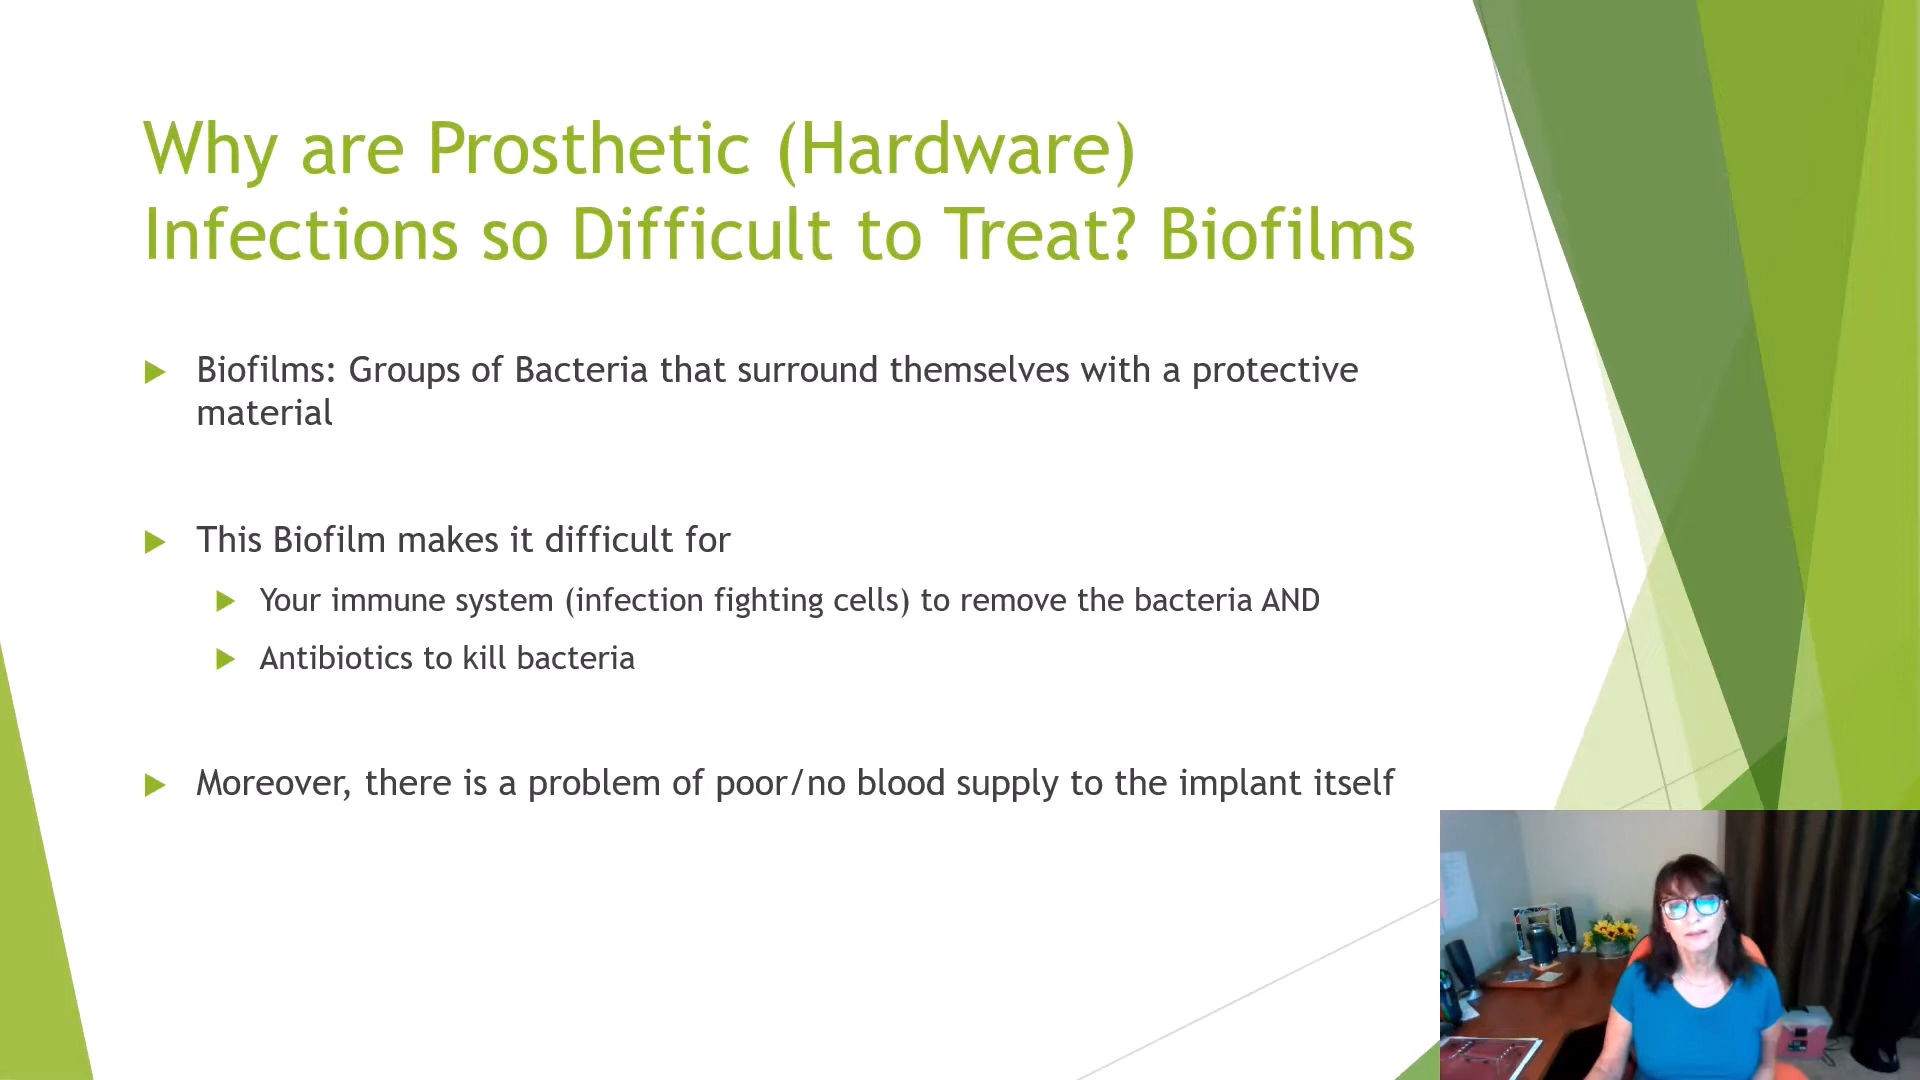 Why are Prosthetic (Hardware)
Infections so Difficult to Treat? Biofilms
Biofilms: Groups of Bacteria that surround themselves with a protective
material
This Biofilm makes it difficult for
Your immune system (infection fighting cells) to remove the bacteria AND
Antibiotics to kill bacteria
Moreover, there is a problem of poor/no blood supply to the implant itself